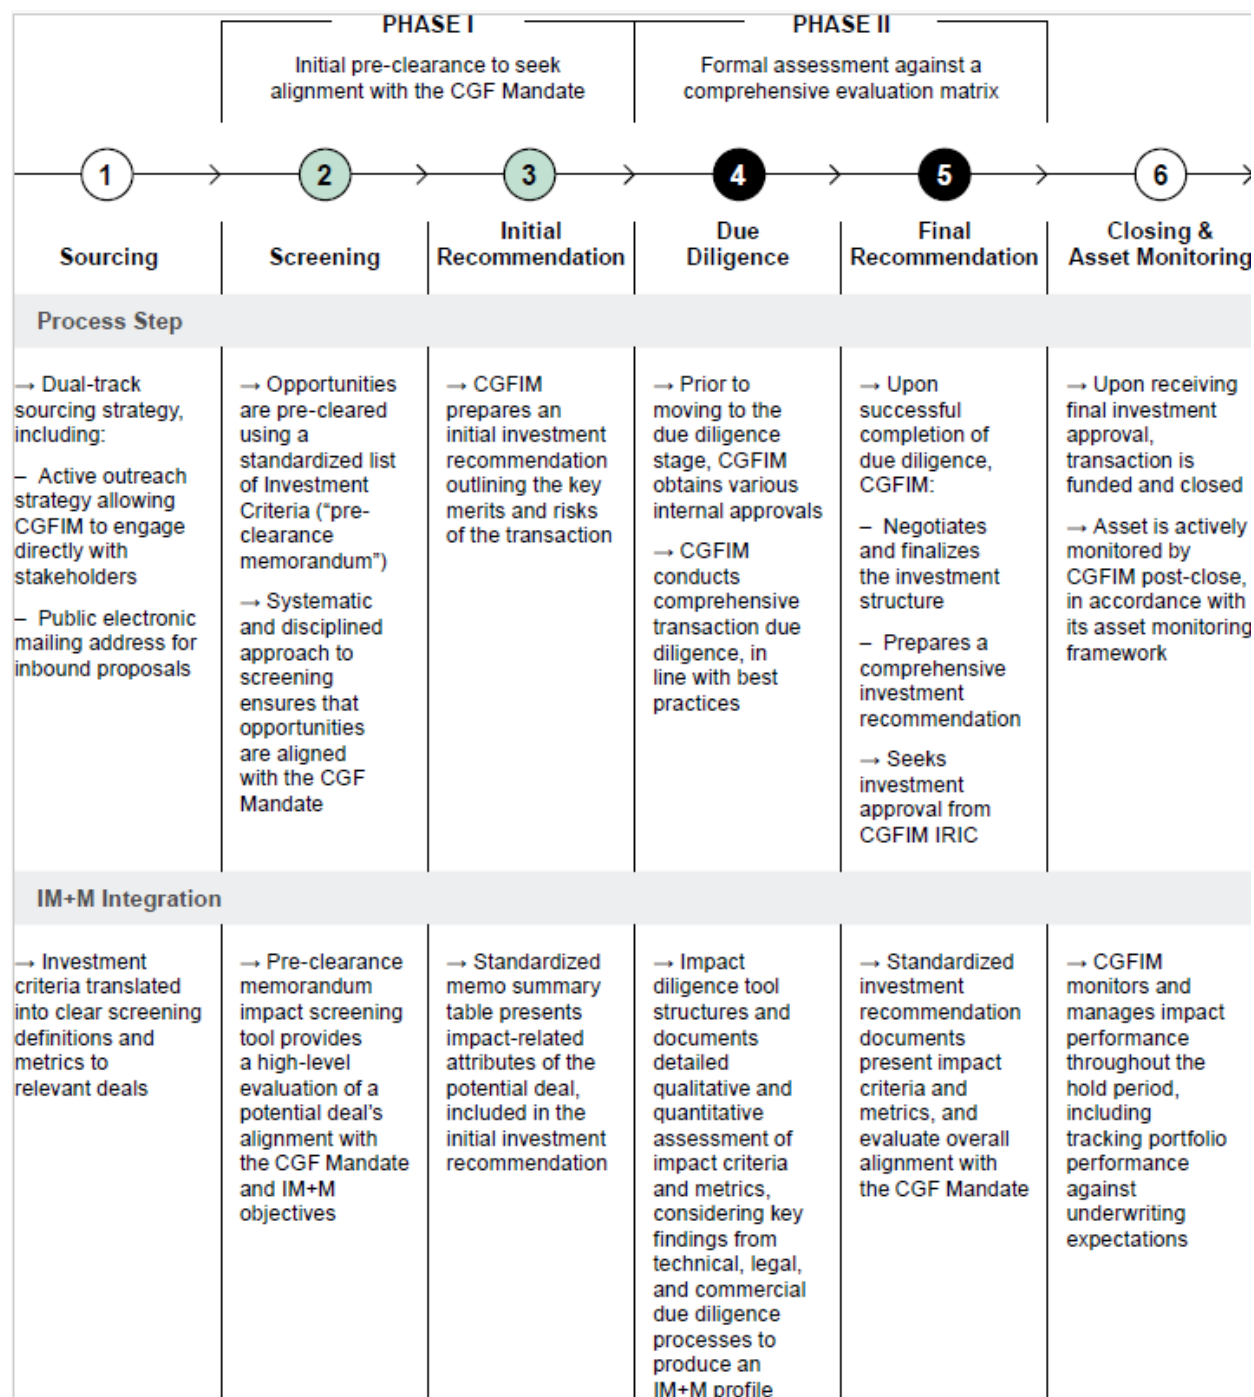 PHASE I
Initial pre-clearance to seek
alignment with the CGF Mandate
PHASE II
Formal assessment against a
comprehensive evaluation matrix
1
2
3
4
5
6
Sourcing
Screening
Initial
Recommendation
Due
Diligence
Final
Recommendation
Closing &
Asset Monitoring
Process Step
→ Dual-track
sourcing strategy,
including:
– Active outreach
strategy allowing
CGFIM to engage
directly with
stakeholders
– Public electronic
mailing address for
inbound proposals
→ Opportunities
are pre-cleared
using a
standardized list
of Investment
Criteria (“pre-
clearance
memorandum”)
→ Systematic
and disciplined
approach to
screening
ensures that
opportunities
are aligned
with the CGF
Mandate
→ CGFIM
prepares an
initial investment
recommendation
outlining the key
merits and risks
of the transaction
→ Prior to
moving to the
due diligence
stage, CGFIM
obtains various
internal approvals
→ CGFIM
conducts
comprehensive
transaction due
diligence, in
line with best
practices
→ Upon
successful
completion of
due diligence,
CGFIM:
– Negotiates
and finalizes
the investment
structure
– Prepares a
comprehensive
investment
recommendation
→ Seeks
investment
approval from
CGFIM IRIC
→ Upon receiving
final investment
approval,
transaction is
funded and closed
→ Asset is actively
monitored by
CGFIM post-close,
in accordance with
its asset monitoring
framework
IM+M Integration
→ Investment
criteria translated
into clear screening
definitions and
metrics to
relevant deals
→ Pre-clearance
memorandum
impact screening
tool provides
a high-level
evaluation of a
potential deal’s
alignment with
the CGF Mandate
and IM+M
objectives
→ Standardized
memo summary
table presents
impact-related
attributes of the
potential deal,
included in the
initial investment
recommendation
→ Impact
diligence tool
structures and
documents
detailed
qualitative and
quantitative
assessment of
impact criteria
and metrics,
considering key
findings from
technical, legal,
and commercial
due diligence
processes to
produce an
IM+M profile
→ Standardized
investment
recommendation
documents
present impact
criteria and
metrics, and
evaluate overall
alignment with
the CGF Mandate
→ CGFIM
monitors and
manages impact
performance
throughout the
hold period,
including
tracking portfolio
performance
against
underwriting
expectations